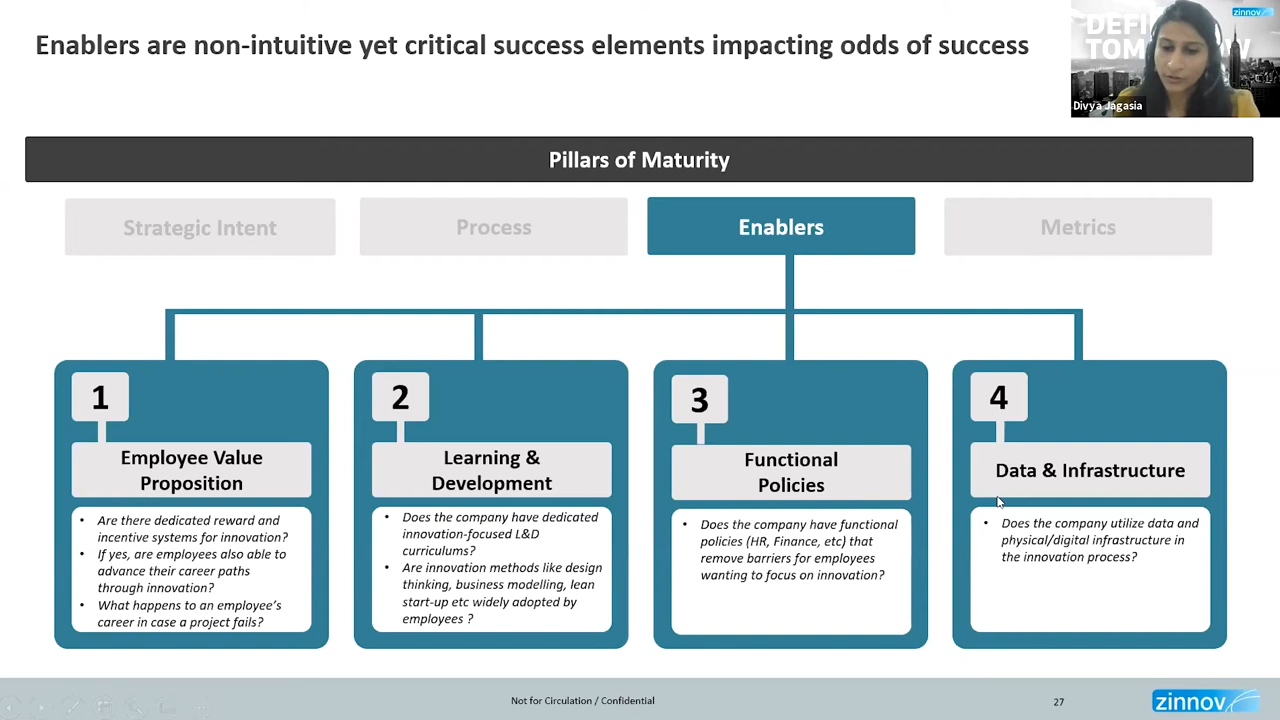 Enablers are non-intuitive yet critical success elements impacting odds of success
zinnov
Divya Jagasia
Pillars of Maturity
Strategic Intent
Process
Enablers
Metrics
1
Employee Value
Proposition
• Are there dedicated reward and
incentive systems for innovation?
• If yes, are employees also able to
advance their career paths
through innovation?
• What happens to an employee's
career in case a project fails?
2
Learning &
Development
• Does the company have dedicated
innovation-focused L&D
curriculums?
• Are innovation methods like design
thinking, business modelling, lean
start-up etc widely adopted by
employees ?
3
Functional
Policies
• Does the company have functional
policies (HR, Finance, etc) that
remove barriers for employees
wanting to focus on innovation?
4
Data & Infrastructure
• Does the company utilize data and
physical/digital infrastructure in
the innovation process?
Not for Circulation / Confidential
27
zinnov